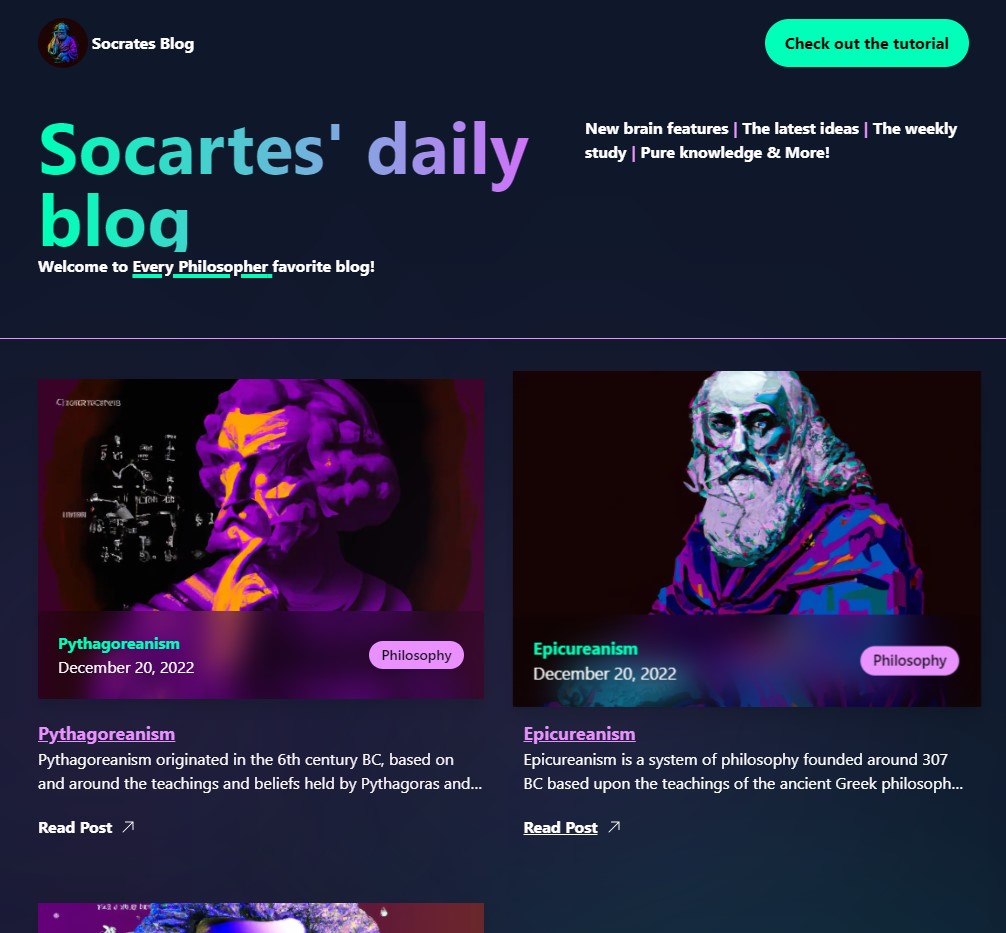 Socrates Blog
Check out the tutorial
Socartes' daily
blog
New brain features | The latest ideas | The weekly
study | Pure knowledge & More!
Welcome to Every Philosopher favorite blog!
Pythagoreanism
December 20, 2022
Philosophy
Epicureanism
December 20, 2022
Philosophy
Pythagoreanism
Pythagoreanism originated in the 6th century BC, based on
and around the teachings and beliefs held by Pythagoras and...
Read Post
Epicureanism
Epicureanism is a system of philosophy founded around 307
BC based upon the teachings of the ancient Greek philosoph...
Read Post